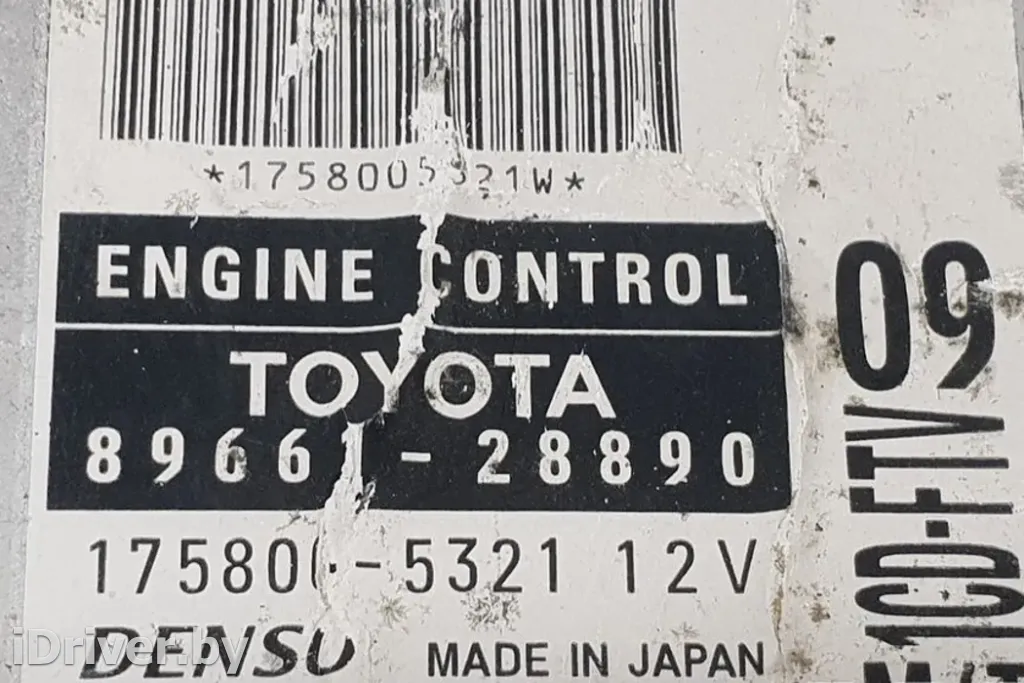 *1758005321W*
ENGINE CONTROL
TOYOTA
89661-28890
175800-5321 12V
DENSO MADE IN JAPAN
09
1CD-FTV
iDriver.by